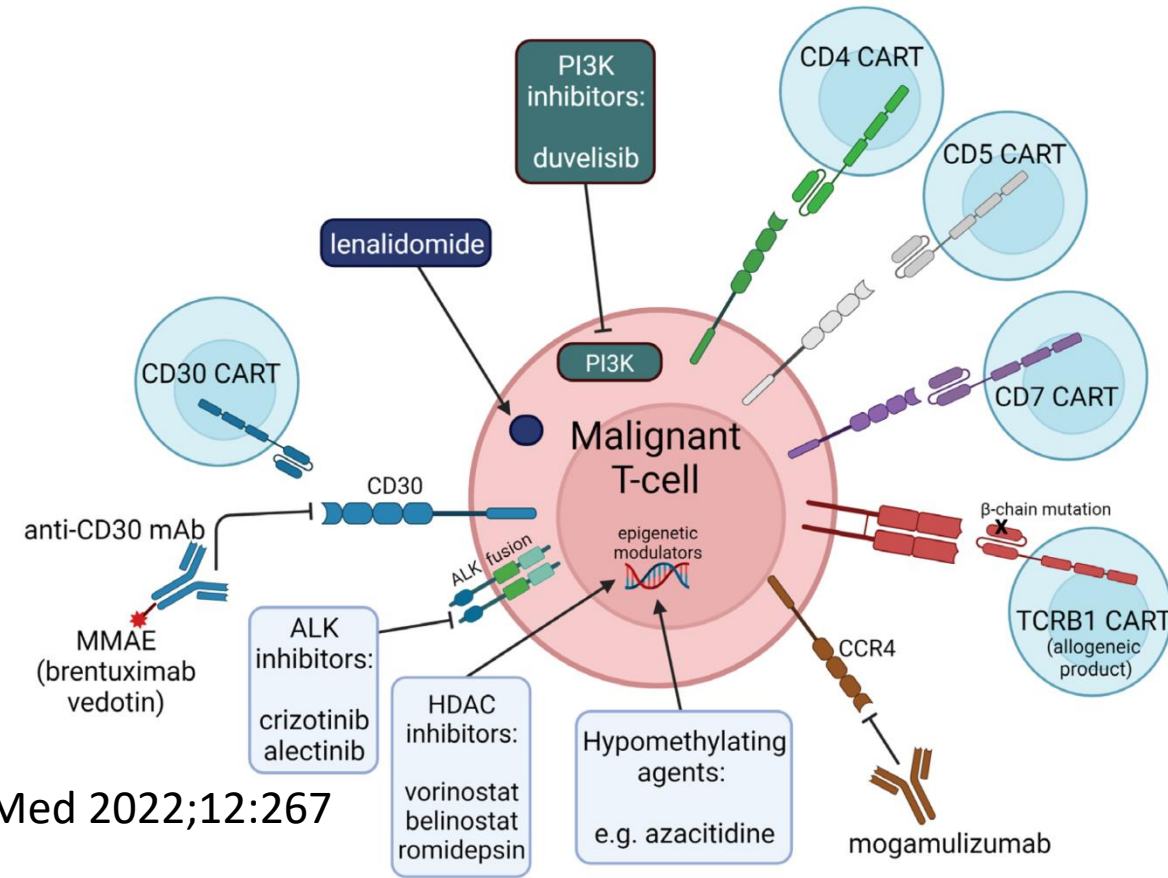 PI3K
inhibitors:
duvelisib
CD4 CART
CD5 CART
lenalidomide
PI3K
CD30 CART
CD7 CART
Malignant
T-cell
CD30
anti-CD30 mAb
ALK fusion
epigenetic
modulators
β-chain mutation
X
TCRB1 CART
(allogeneic
product)
MMAE
(brentuximab
vedotin)
ALK
inhibitors:
crizotinib
alectinib
HDAC
inhibitors:
vorinostat
belinostat
romidepsin
Hypomethylating
agents:
e.g. azacitidine
CCR4
mogamulizumab
Med 2022;12:267